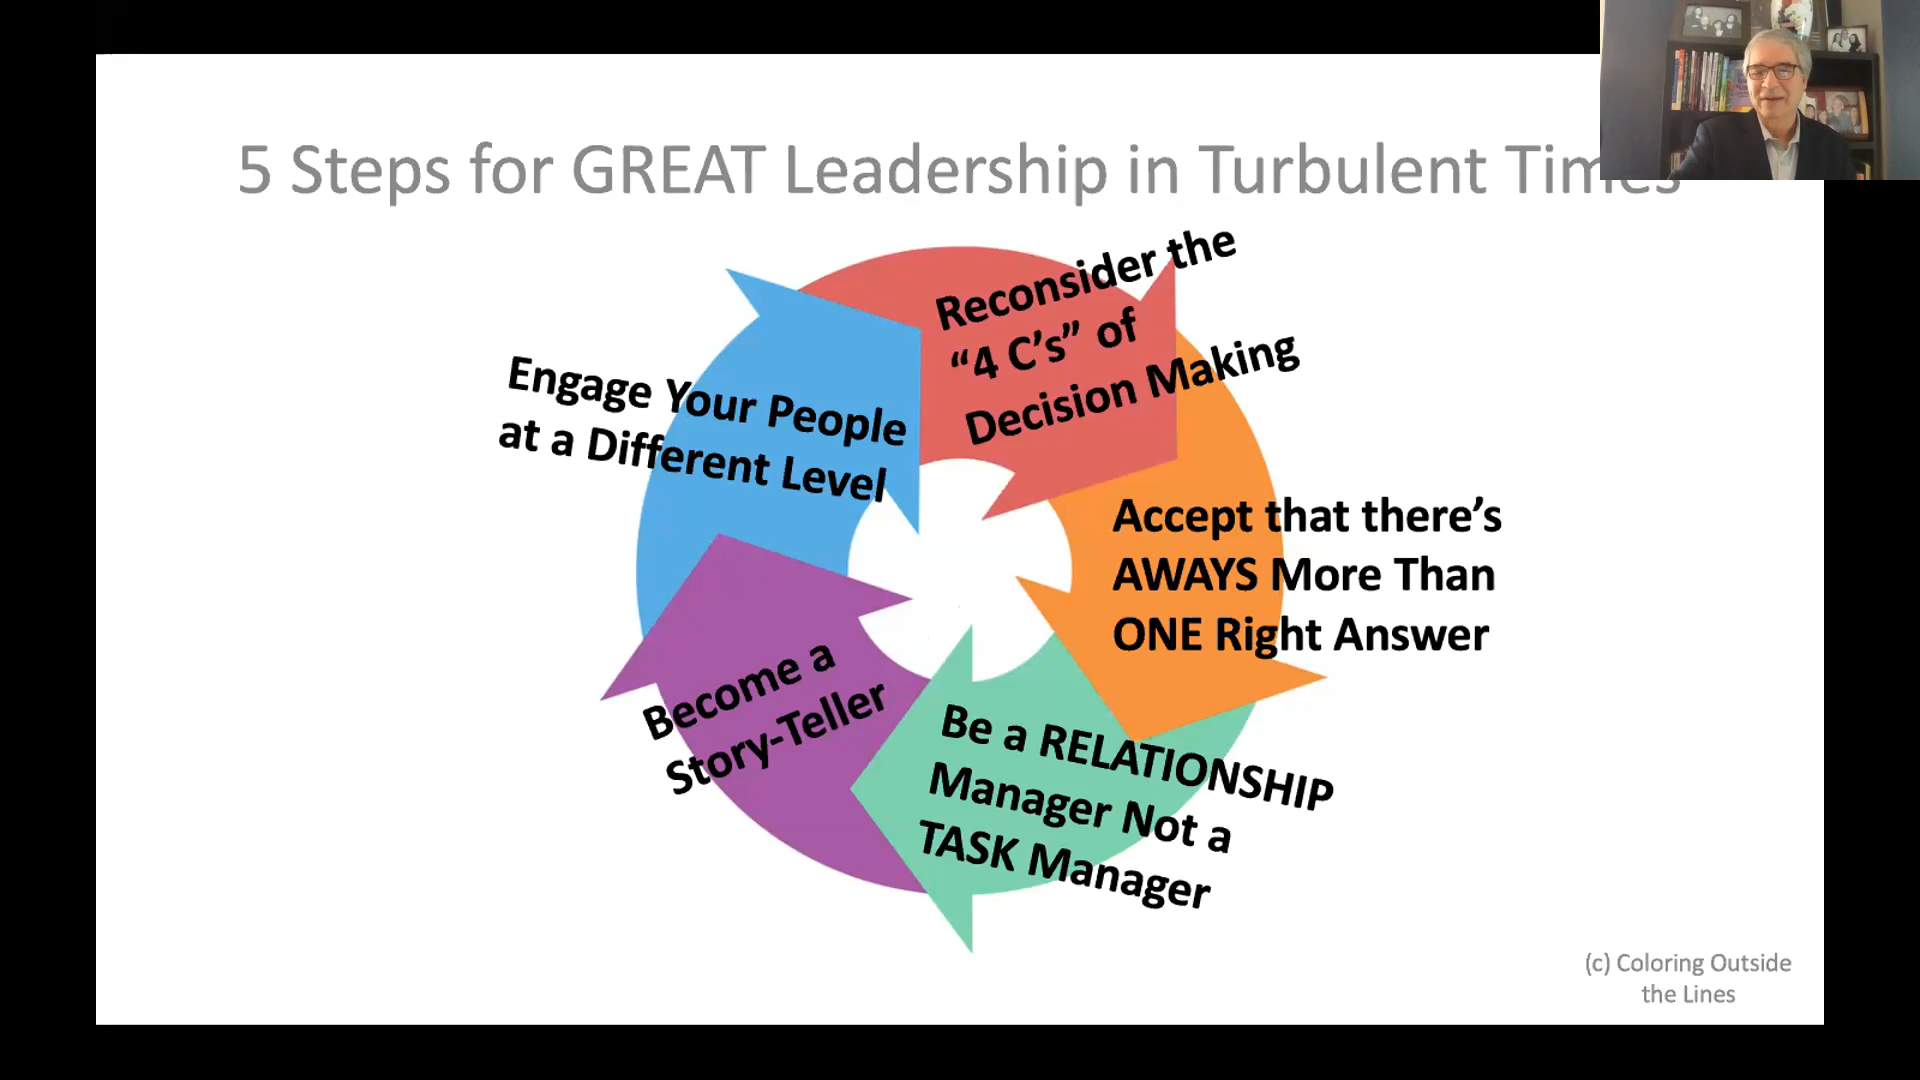 5 Steps for GREAT Leadership in Turbulent Times
Reconsider the
“4 C’s” of
Decision Making
Accept that there’s
AWAYS More Than
ONE Right Answer
Be a RELATIONSHIP
Manager Not a
TASK Manager
Become a
Story-Teller
Engage Your People
at a Different Level
(c) Coloring Outside
the Lines